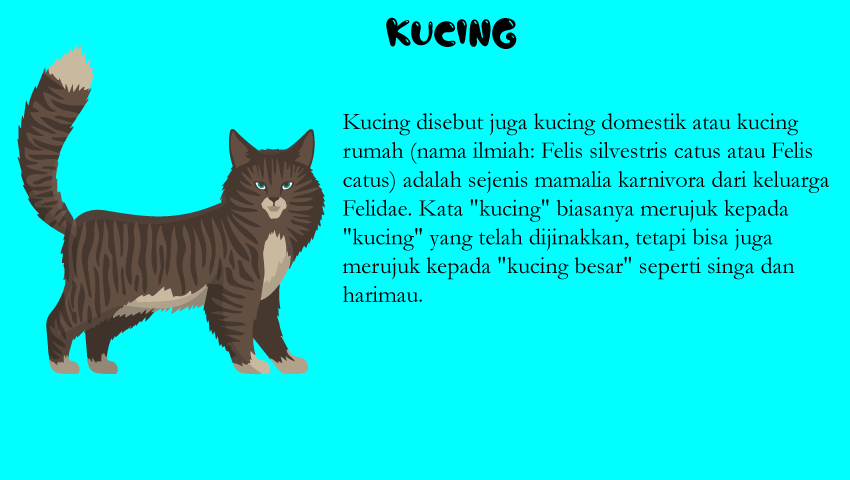 KUCING
Kucing disebut juga kucing domestik atau kucing
rumah (nama ilmiah: Felis silvestris catus atau Felis
catus) adalah sejenis mamalia karnivora dari keluarga
Felidae. Kata "kucing" biasanya merujuk kepada
"kucing" yang telah dijinakkan, tetapi bisa juga
merujuk kepada "kucing besar" seperti singa dan
harimau.